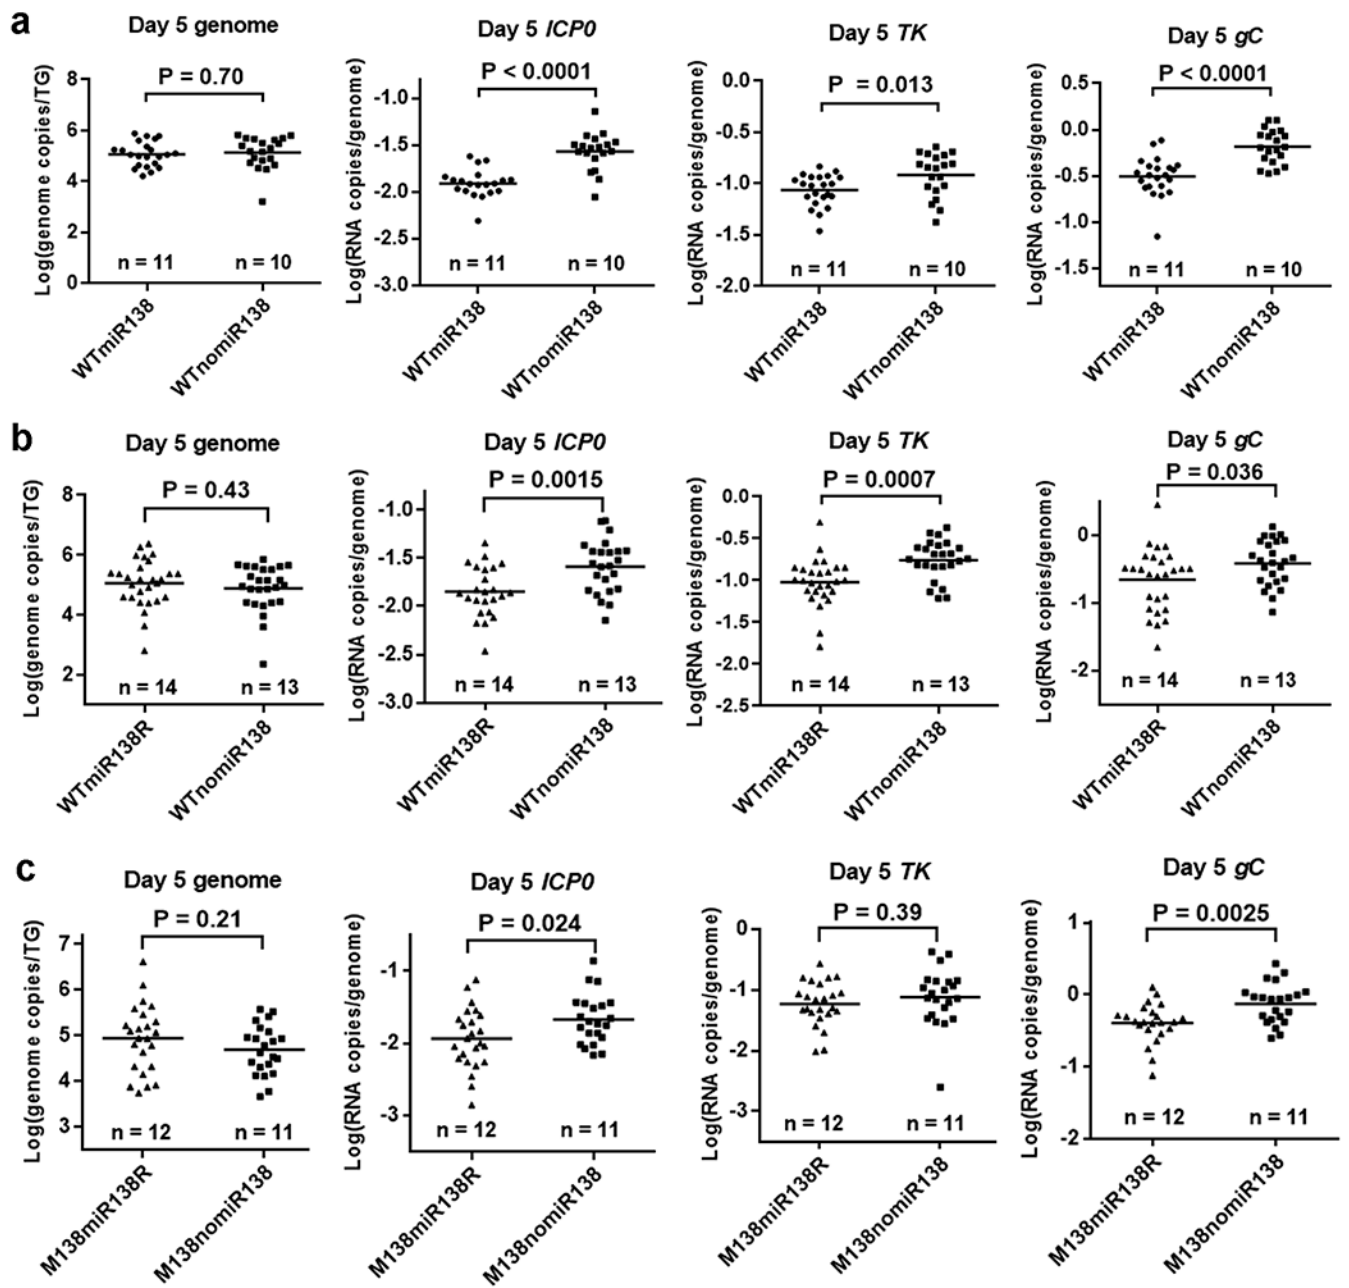 a
Day 5 genome
Day 5 ICP0
Day 5 TK
Day 5 gC
P = 0.70
P < 0.0001
P = 0.013
P < 0.0001
Log(genome copies/TG)
8
6
4
2
0
n = 11
n = 10
WTmiR138
WTnomiR138
Log(RNA copies/genome)
-1.0
-1.5
-2.0
-2.5
-3.0
n = 11
n = 10
WTmiR138
WTnomiR138
Log(RNA copies/genome)
0.0
-0.5
-1.0
-1.5
-2.0
n = 11
n = 10
WTmiR138
WTnomiR138
Log(RNA copies/genome)
0.5
0.0
-0.5
-1.0
-1.5
n = 11
n = 10
WTmiR138
WTnomiR138
b
Day 5 genome
Day 5 ICP0
Day 5 TK
Day 5 gC
P = 0.43
P = 0.0015
P = 0.0007
P = 0.036
Log(genome copies/TG)
8
6
4
2
n = 14
n = 13
WTmiR138R
WTnomiR138
Log(RNA copies/genome)
-1.0
-1.5
-2.0
-2.5
-3.0
n = 14
n = 13
WTmiR138R
WTnomiR138
Log(RNA copies/genome)
0.0
-0.5
-1.0
-1.5
-2.0
-2.5
n = 14
n = 13
WTmiR138R
WTnomiR138
Log(RNA copies/genome)
0
-1
-2
n = 14
n = 13
WTmiR138R
WTnomiR138
c
Day 5 genome
Day 5 ICP0
Day 5 TK
Day 5 gC
P = 0.21
P = 0.024
P = 0.39
P = 0.0025
Log(genome copies/TG)
7
6
5
4
3
n = 12
n = 11
M138miR138R
M138nomiR138
Log(RNA copies/genome)
-1
-2
-3
n = 12
n = 11
M138miR138R
M138nomiR138
Log(RNA copies/genome)
0
-1
-2
-3
n = 12
n = 11
M138miR138R
M138nomiR138
Log(RNA copies/genome)
1
0
-1
-2
n = 12
n = 11
M138miR138R
M138nomiR138